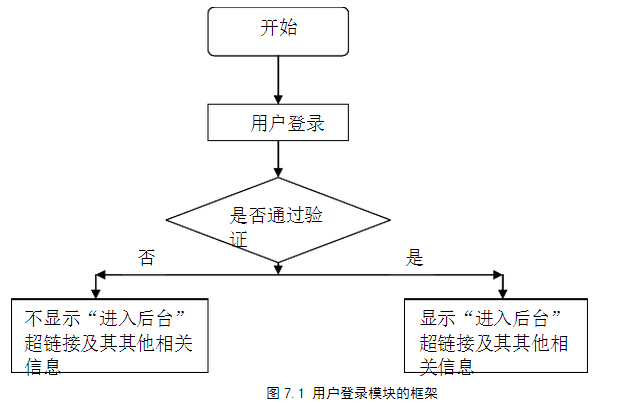 开始
用户登录
是否通过验
证
否
是
不显示“进入后台”
超链接及其其他相关
信息
显示“进入后台”
超链接及其其他相
关信息
图 7.1 用户登录模块的框架